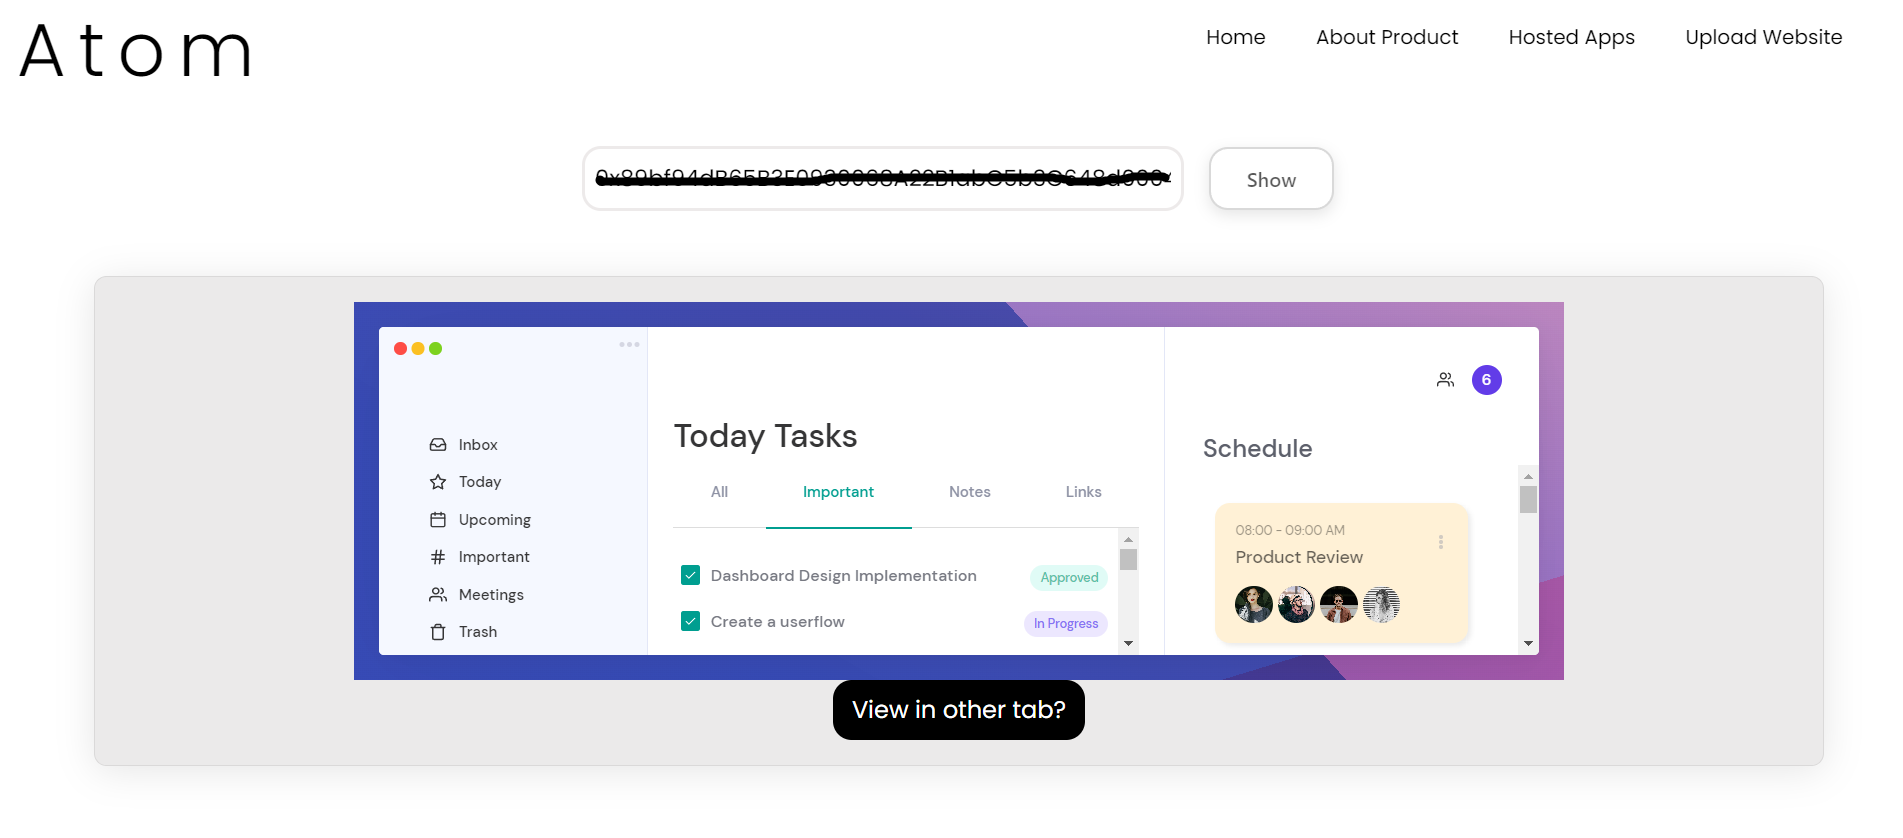 Atom
Home About Product Hosted Apps Upload Website
Show
6
Inbox
Today
Upcoming
Important
Meetings
Trash
Today Tasks
All Important Notes Links
Dashboard Design Implementation Approved
Create a userflow In Progress
Schedule
08:00 - 09:00 AM
Product Review
View in other tab?